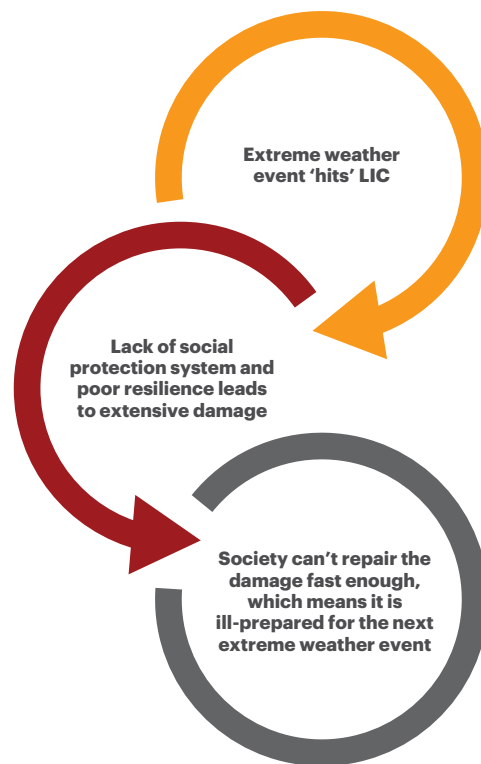 Extreme weather
event ‘hits’ LIC
Lack of social
protection system and
poor resilience leads
to extensive damage
Society can’t repair the
damage fast enough,
which means it is
ill-prepared for the next
extreme weather event